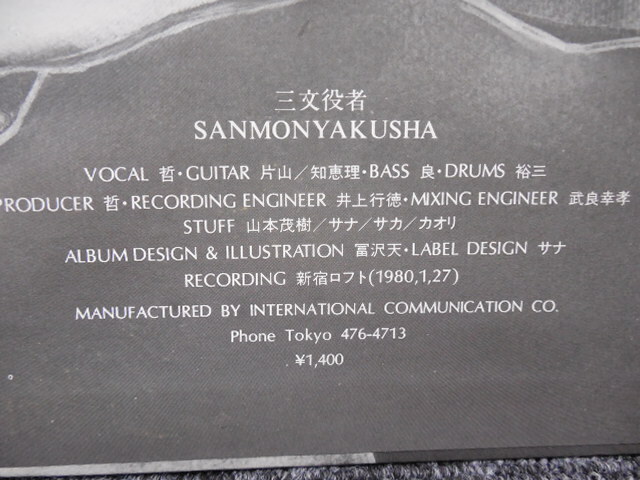 三文役者
SANMONYAKUSHA
VOCAL 哲・GUITAR 片山／知恵理・BASS 良・DRUMS 裕三
PRODUCER 哲・RECORDING ENGINEER 井上行徳・MIXING ENGINEER 武良幸孝
STUFF 山本茂樹／サナ／サカ／カオリ
ALBUM DESIGN & ILLUSTRATION 冨沢天・LABEL DESIGN サナ
RECORDING 新宿ロフト(1980,1,27)
MANUFACTURED BY INTERNATIONAL COMMUNICATION CO.
Phone Tokyo 476-4713
¥1,400